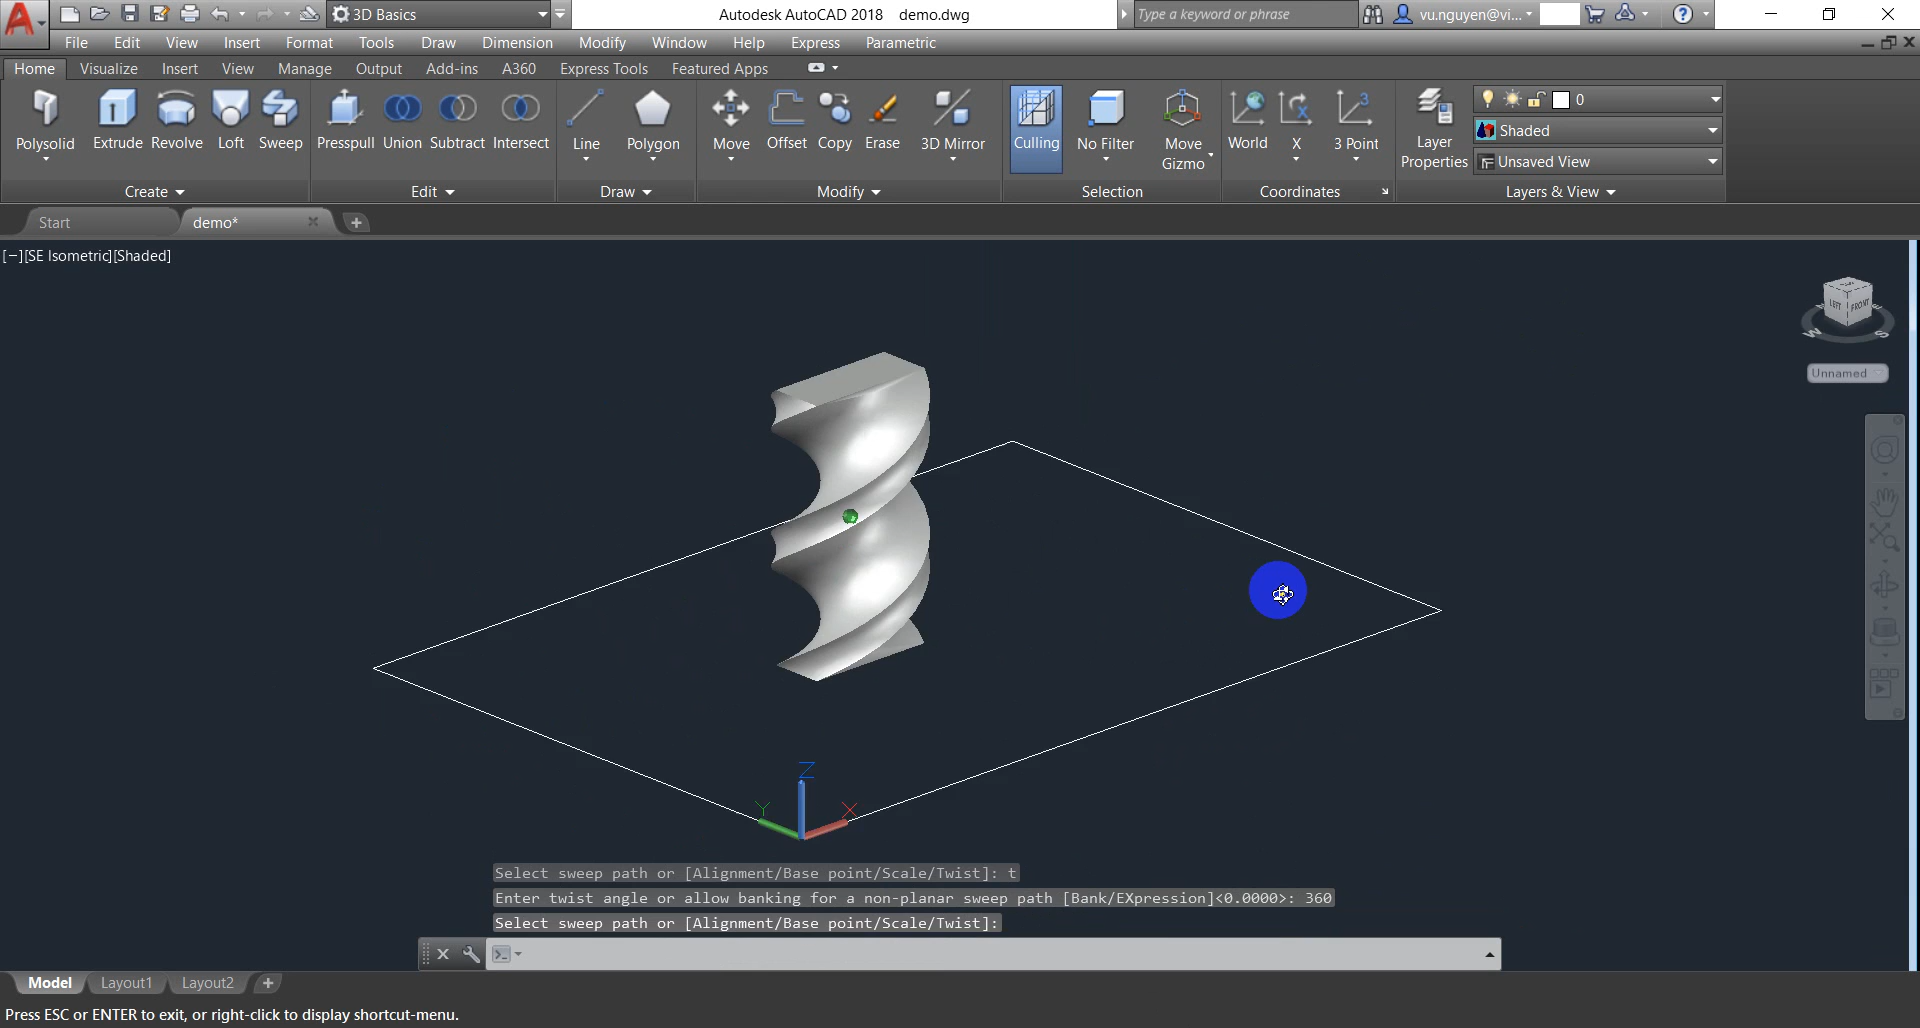 3D Basics
Autodesk AutoCAD 2018 demo.dwg
Type a keyword or phrase
vu.nguyen@vi...
File Edit View Insert Format Tools Draw Dimension Modify Window Help Express Parametric
Home Visualize Insert View Manage Output Add-ins A360 Express Tools Featured Apps
Polysolid Extrude Revolve Loft Sweep
Presspull Union Subtract Intersect
Line Polygon
Move Offset Copy Erase 3D Mirror
Culling No Filter Move Gizmo
World X 3 Point
Layer Properties
0
Shaded
Unsaved View
Create Edit Draw Modify Selection Coordinates Layers & View
Start demo*
[−][SE Isometric][Shaded]
LEFT FRONT
W S
Unnamed
Z
Y X
Select sweep path or [Alignment/Base point/Scale/Twist]: t
Enter twist angle or allow banking for a non-planar sweep path [Bank/EXpression]<0.0000>: 360
Select sweep path or [Alignment/Base point/Scale/Twist]:
Model Layout1 Layout2
Press ESC or ENTER to exit, or right-click to display shortcut-menu.